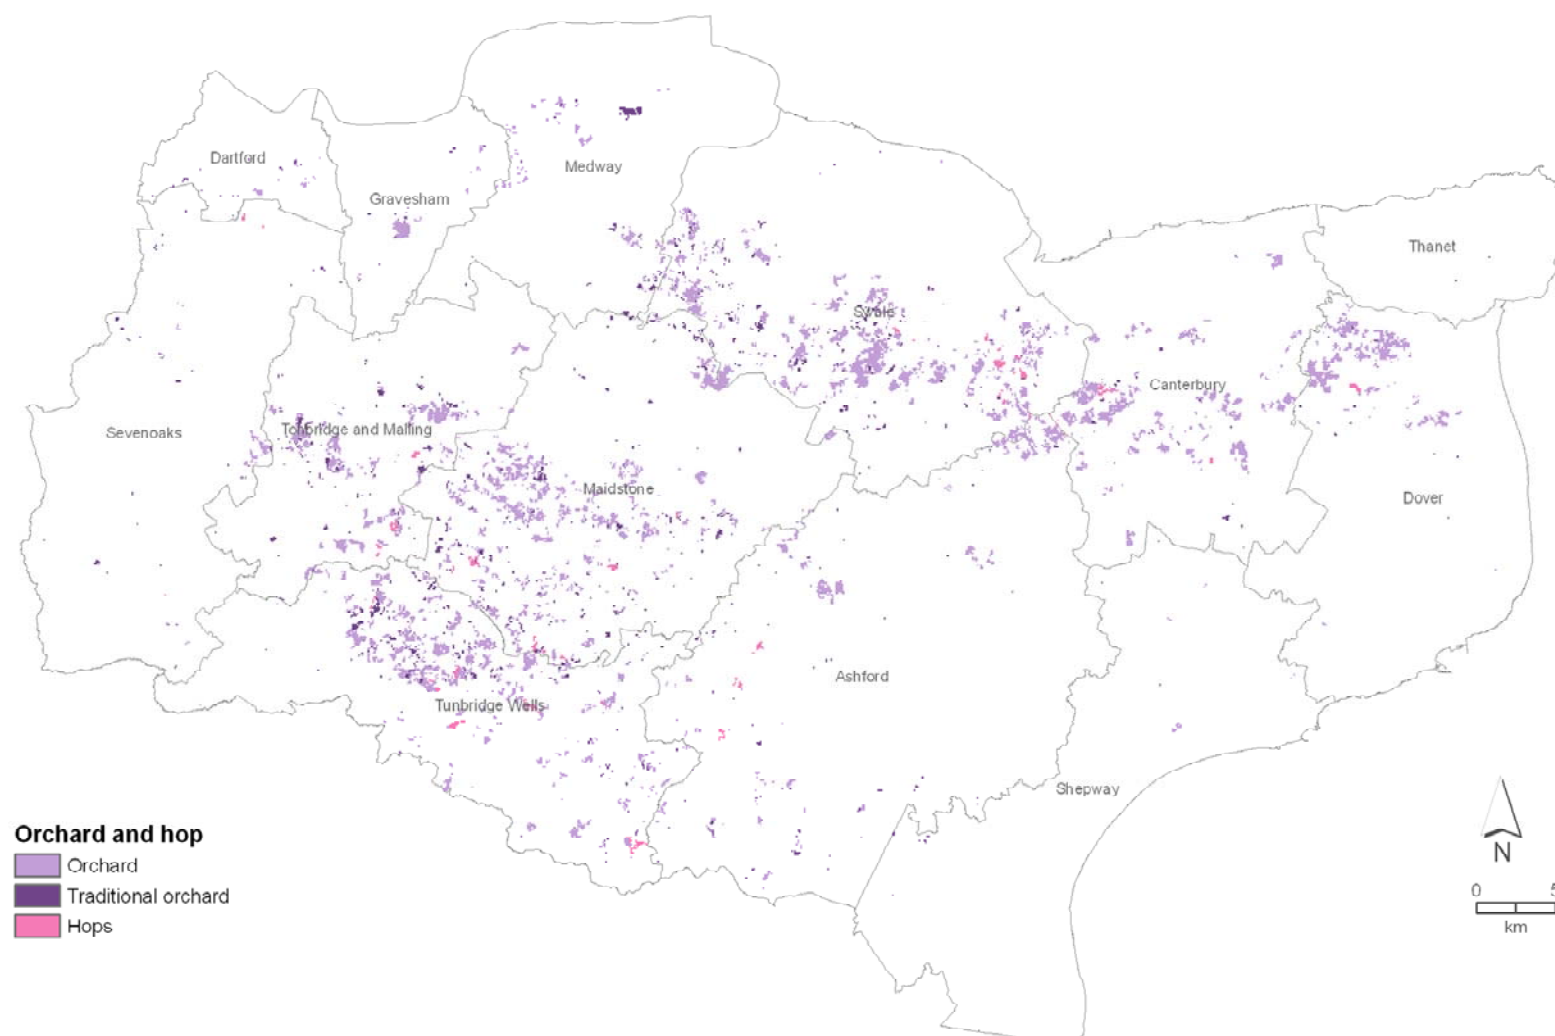 Dartford
Gravesham
Medway
Thanet
Swale
Canterbury
Sevenoaks
Tonbridge and Malling
Maidstone
Dover
Ashford
Tunbridge Wells
Shepway
Orchard and hop
Orchard
Traditional orchard
Hops
N
0 5
km